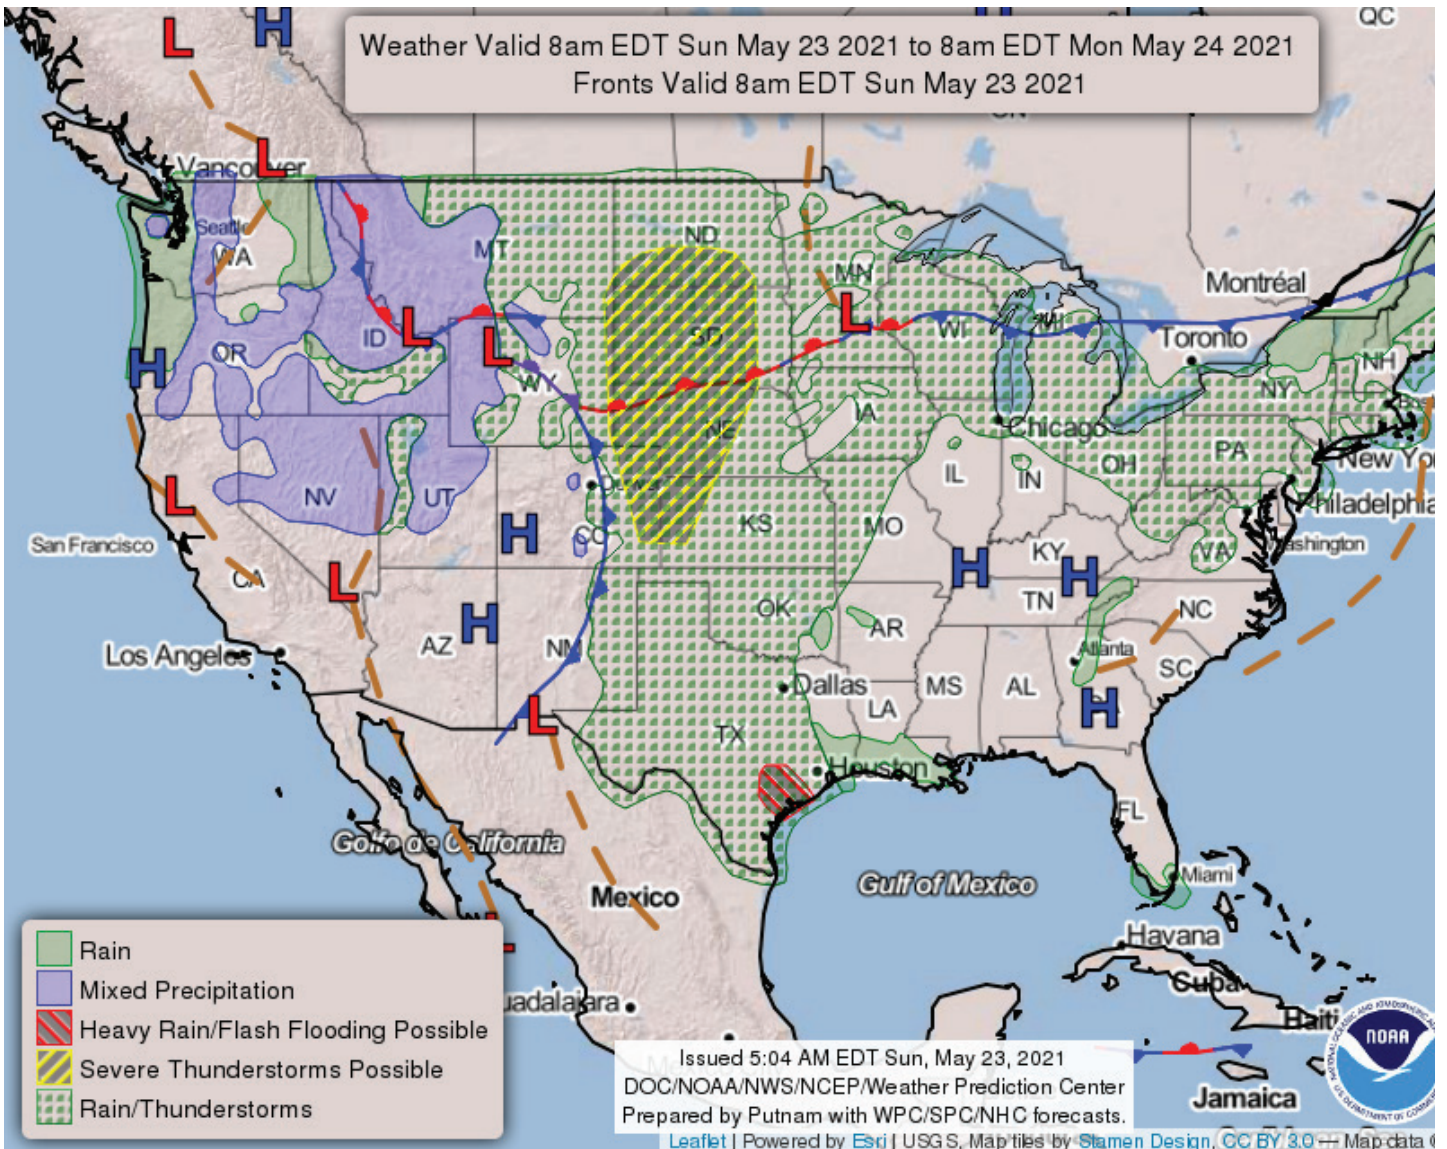 QC
L
H
Weather Valid 8am EDT Sun May 23 2021 to 8am EDT Mon May 24 2021
Fronts Valid 8am EDT Sun May 23 2021
Vancouver
L
Seattle
WA
MT
ND
MN
Montréal
L
L
L
ID
OR
WY
SD
WI
MI
Toronto
NH
NY
H
IA
NE
Chicago
PA
OH
New Yor
IL
IN
Philadelphia
L
NV
UT
Denver
CO
KS
MO
VA
Washington
San Francisco
H
KY
H
H
CA
L
TN
NC
OK
AR
AZ
H
NM
Los Angeles
Atlanta
SC
Dallas
MS
AL
LA
H
L
TX
Houston
FL
Golfo de California
Miami
Gulf of Mexico
Mexico
L
Havana
Cuba
uadalajara
Haiti
Jamaica
Rain
Mixed Precipitation
Heavy Rain/Flash Flooding Possible
Severe Thunderstorms Possible
Rain/Thunderstorms
Issued 5:04 AM EDT Sun, May 23, 2021
DOC/NOAA/NWS/NCEP/Weather Prediction Center
Prepared by Putnam with WPC/SPC/NHC forecasts.
NOAA
Leaflet | Powered by Esri | USGS, Map tiles by Stamen Design, CC BY 3.0 — Map data ©